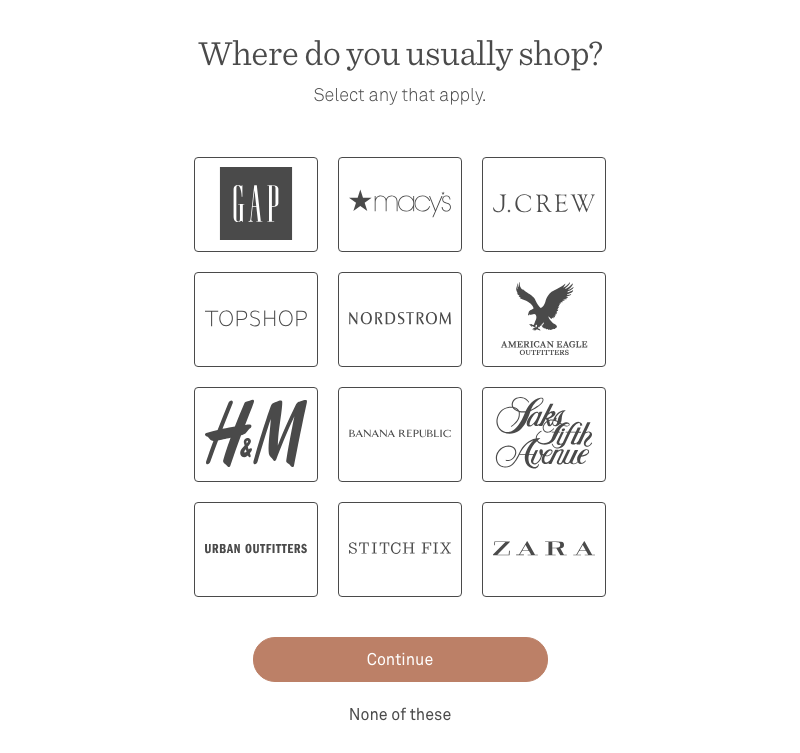 Where do you usually shop?
Select any that apply.
GAP
macy's
J.CREW
TOPSHOP
NORDSTROM
AMERICAN EAGLE
OUTFITTERS
H&M
BANANA REPUBLIC
Saks
Fifth
Avenue
URBAN OUTFITTERS
STITCH FIX
ZARA
Continue
None of these